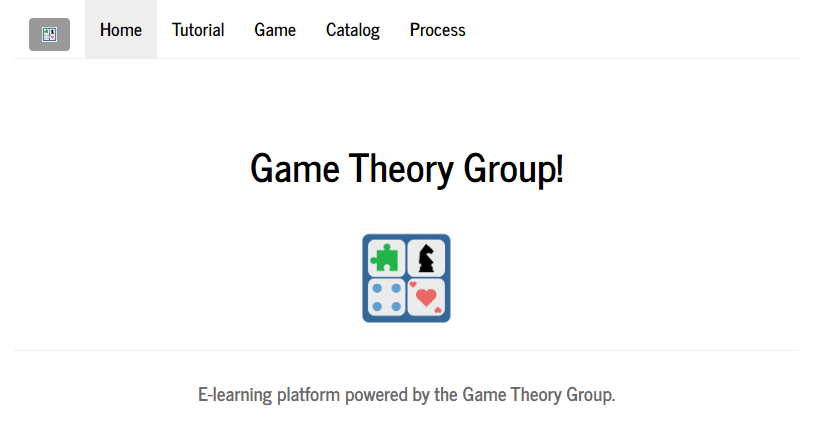 Home Tutorial Game Catalog Process
Game Theory Group!
E-learning platform powered by the Game Theory Group.